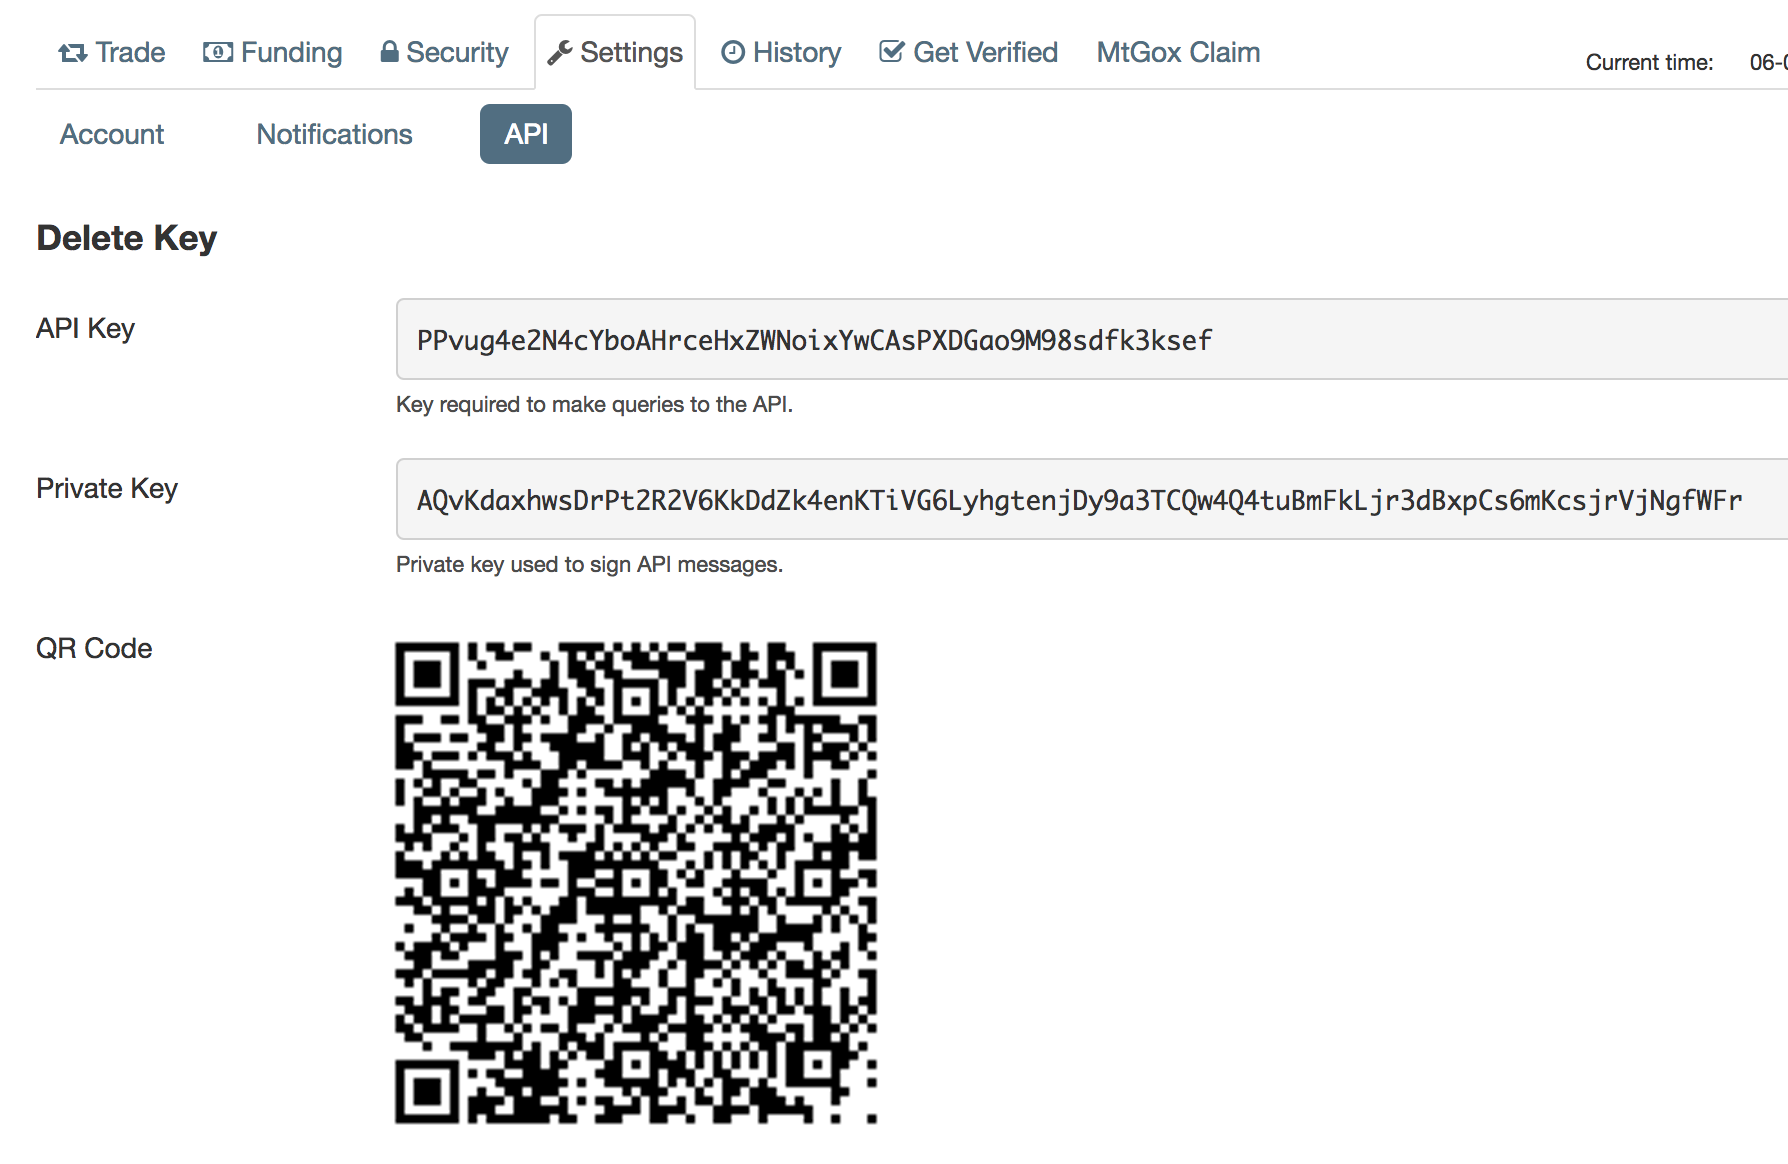 Trade Funding Security Settings History Get Verified MtGox Claim Current time: 06-
Account Notifications API
Delete Key
API Key PPvug4e2N4cYboAHrceHxZWNoixYwCAsPXDGao9M98sdfk3ksef
Key required to make queries to the API.
Private Key AQvKdaxhwsDrPt2R2V6KkDdZk4enKTiVG6LyhgtenjDy9a3TCQw4Q4tuBmFkLjr3dBxpCs6mKcsjrVjNgfWFr
Private key used to sign API messages.
QR Code